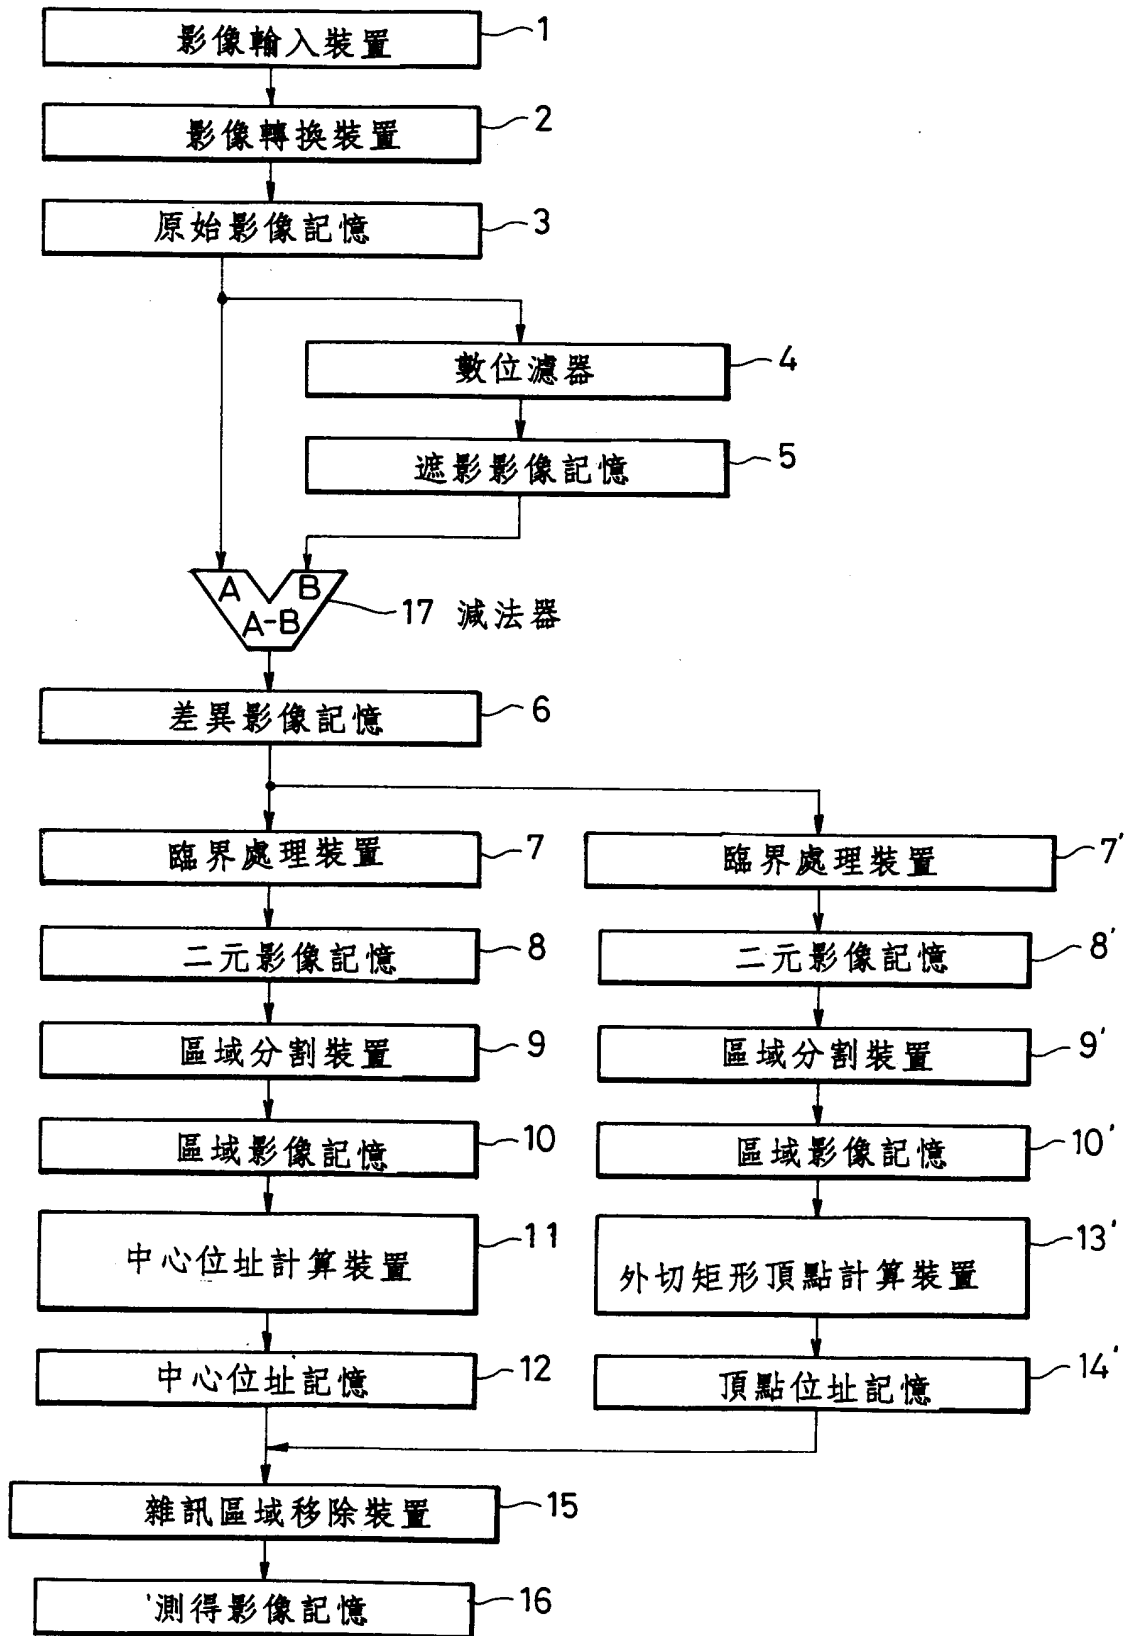 影像輸入裝置 1
影像轉換裝置 2
原始影像記憶 3
數位濾器 4
遮影影像記憶 5
A B
A-B
17 減法器
差異影像記憶 6
臨界處理裝置 7
臨界處理裝置 7'
二元影像記憶 8
二元影像記憶 8'
區域分割裝置 9
區域分割裝置 9'
區域影像記憶 10
區域影像記憶 10'
中心位址計算裝置 11
外切矩形頂點計算裝置 13'
中心位址記憶 12
頂點位址記憶 14'
雜訊區域移除裝置 15
測得影像記憶 16